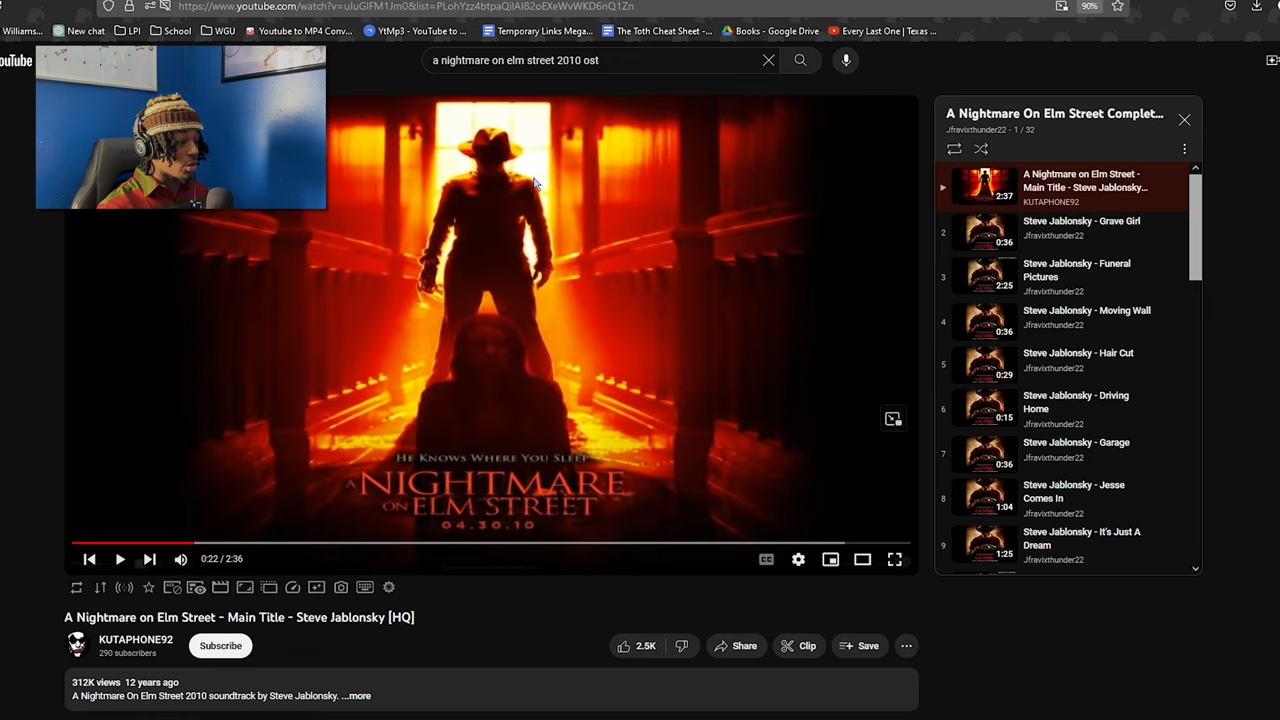 https://www.youtube.com/watch?v=uIuGIFM1Jm0&list=PLohYzz4btpaQilAI82oEXeWvWKD6nQ1Zn
90%
Williams...
New chat
LPI
School
WGU
Youtube to MP4 Conv...
YtMp3 - YouTube to ...
Temporary Links Mega...
The Toth Cheat Sheet -...
Books - Google Drive
Every Last One | Texas ...
ouTube
a nightmare on elm street 2010 ost
HE KNOWS WHERE YOU SLEEP
A NIGHTMARE
ON ELM STREET
04.30.10
0:22 / 2:36
CC
A Nightmare on Elm Street - Main Title - Steve Jablonsky [HQ]
KUTAPHONE92
290 subscribers
Subscribe
2.5K
Share
Clip
Save
312K views 12 years ago
A Nightmare On Elm Street 2010 soundtrack by Steve Jablonsky. ...more
A Nightmare On Elm Street Complet...
Jfravixthunder22 - 1 / 32
2:37
A Nightmare on Elm Street -
Main Title - Steve Jablonsky...
KUTAPHONE92
2
0:36
Steve Jablonsky - Grave Girl
Jfravixthunder22
3
2:25
Steve Jablonsky - Funeral
Pictures
Jfravixthunder22
4
0:36
Steve Jablonsky - Moving Wall
Jfravixthunder22
5
0:29
Steve Jablonsky - Hair Cut
Jfravixthunder22
6
0:15
Steve Jablonsky - Driving
Home
Jfravixthunder22
7
0:36
Steve Jablonsky - Garage
Jfravixthunder22
8
1:04
Steve Jablonsky - Jesse
Comes In
Jfravixthunder22
9
1:25
Steve Jablonsky - It's Just A
Dream
Jfravixthunder22